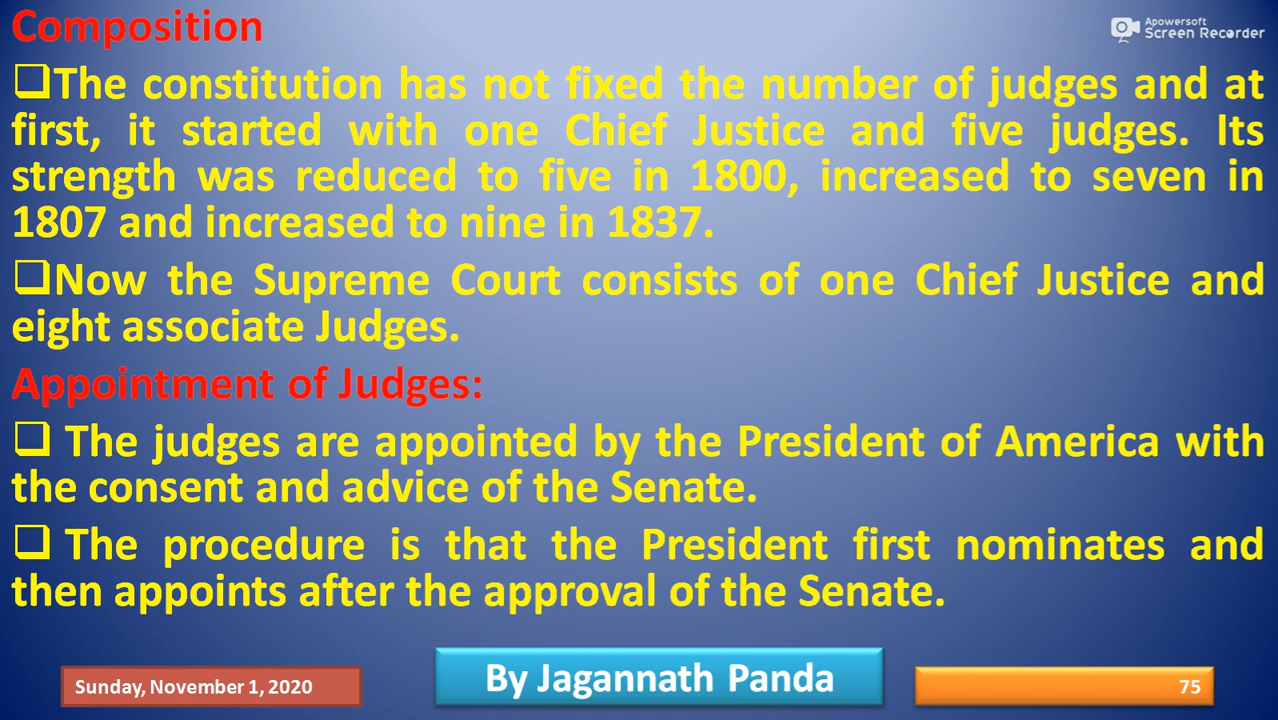 Composition
Apowersoft
Screen Recorder
❑The constitution has not fixed the number of judges and at
first, it started with one Chief Justice and five judges. Its
strength was reduced to five in 1800, increased to seven in
1807 and increased to nine in 1837.
❑Now the Supreme Court consists of one Chief Justice and
eight associate Judges.
Appointment of Judges:
❑ The judges are appointed by the President of America with
the consent and advice of the Senate.
❑ The procedure is that the President first nominates and
then appoints after the approval of the Senate.
Sunday, November 1, 2020
By Jagannath Panda
75